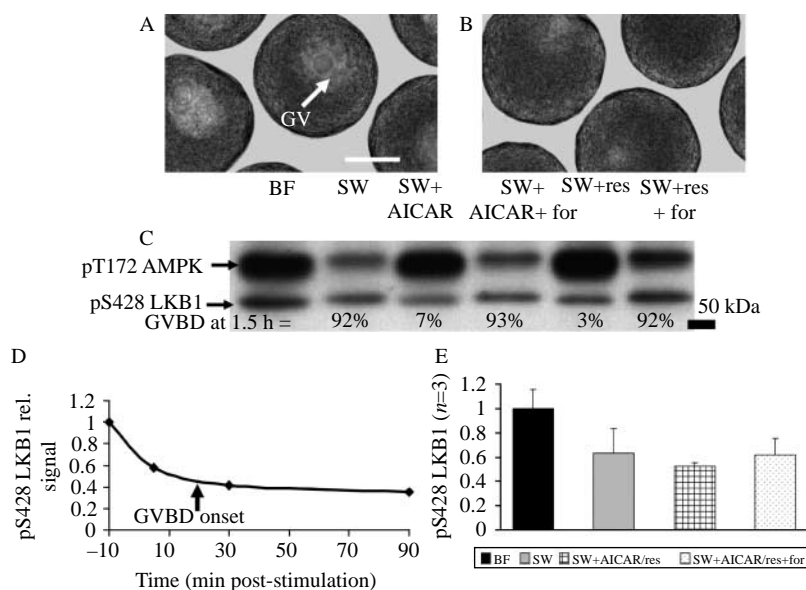 A
B
GV
BF SW SW+ AICAR SW+ AICAR+ for SW+res SW+res + for
C
pT172 AMPK
pS428 LKB1
50 kDa
GVBD at 1.5 h = 92% 7% 93% 3% 92%
D
pS428 LKB1 rel. signal
1.2
1
0.8
0.6
0.4
0.2
0
GVBD onset
–10 10 30 50 70 90
Time (min post-stimulation)
E
pS428 LKB1 (n=3)
1.2
1
0.8
0.6
0.4
0.2
0
BF SW SW+AICAR/res SW+AICAR/res+for